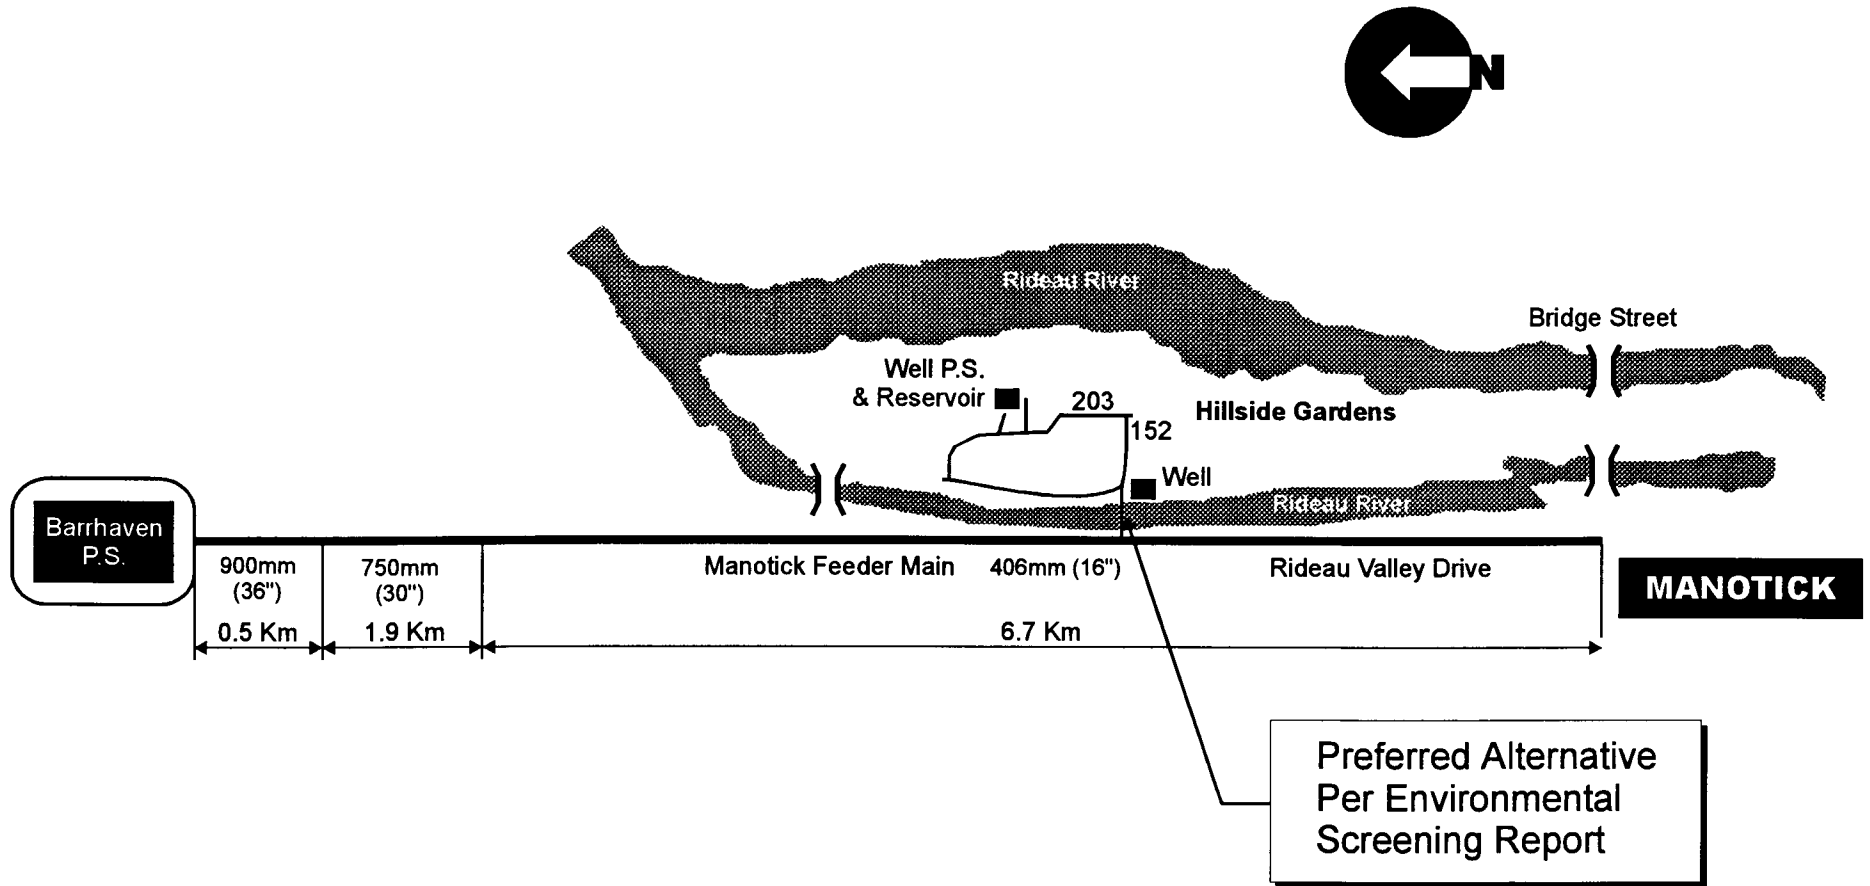 N
Rideau River
Bridge Street
Well P.S.
& Reservoir
203
152
Hillside Gardens
Well
Rideau River
Barrhaven
P.S.
900mm
(36")
750mm
(30")
Manotick Feeder Main
406mm (16")
Rideau Valley Drive
MANOTICK
0.5 Km
1.9 Km
6.7 Km
Preferred Alternative
Per Environmental
Screening Report